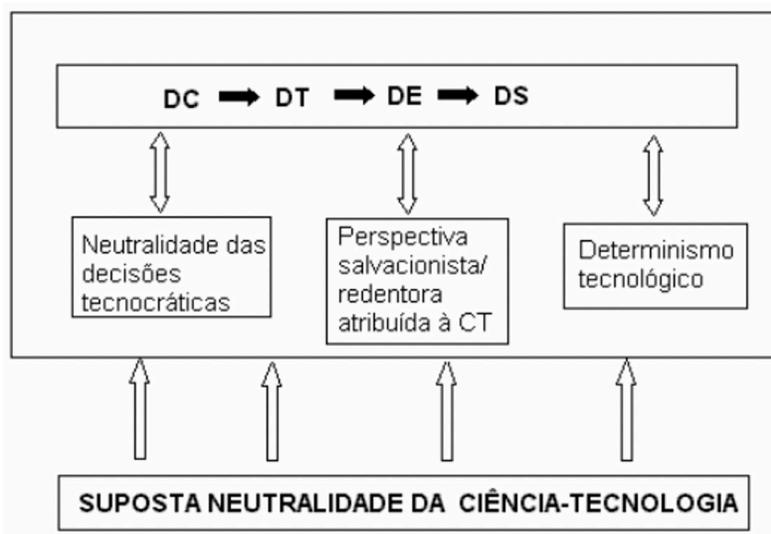 DC ➡ DT ➡ DE ➡ DS
Neutralidade das
decisões
tecnocráticas
Perspectiva
salvacionista/
redentora
atribuída à CT
Determinismo
tecnológico
SUPOSTA NEUTRALIDADE DA CIÊNCIA-TECNOLOGIA